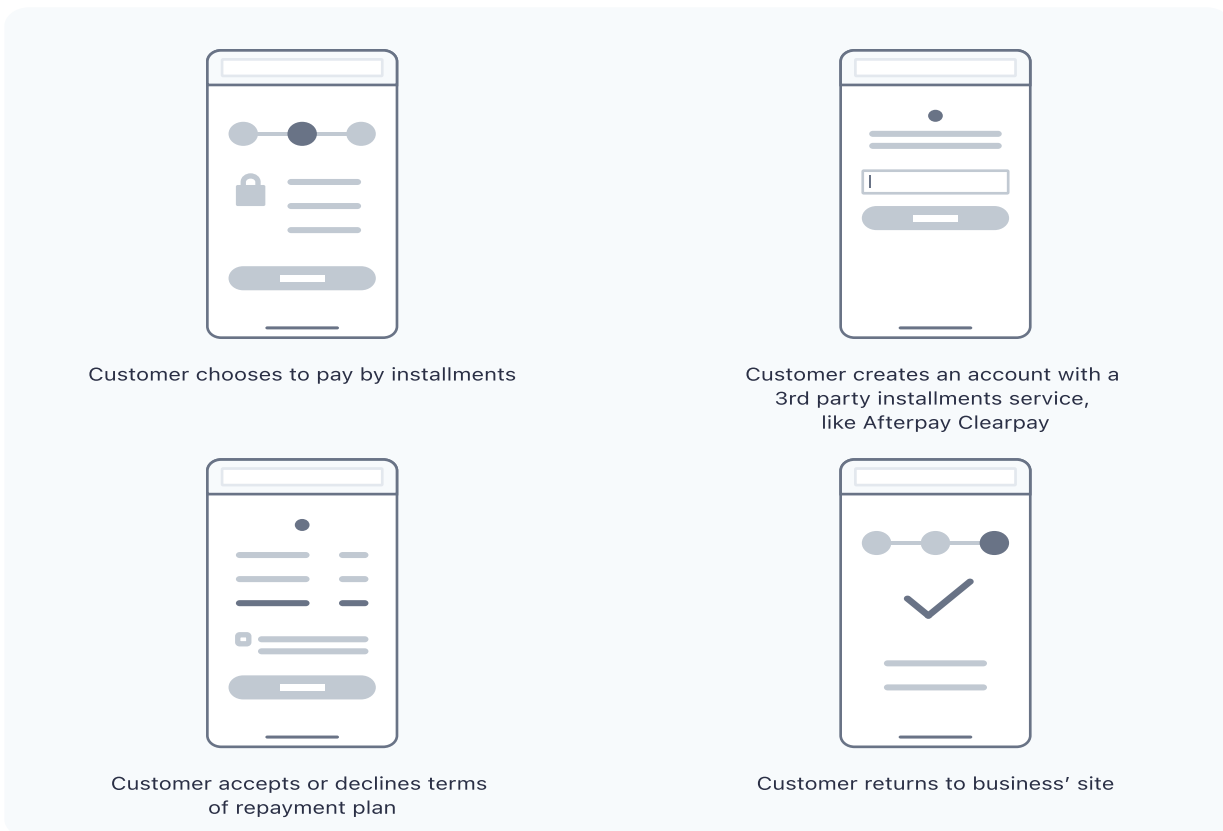 Customer chooses to pay by installments
Customer creates an account with a
3rd party installments service,
like Afterpay Clearpay
Customer accepts or declines terms
of repayment plan
Customer returns to business’ site